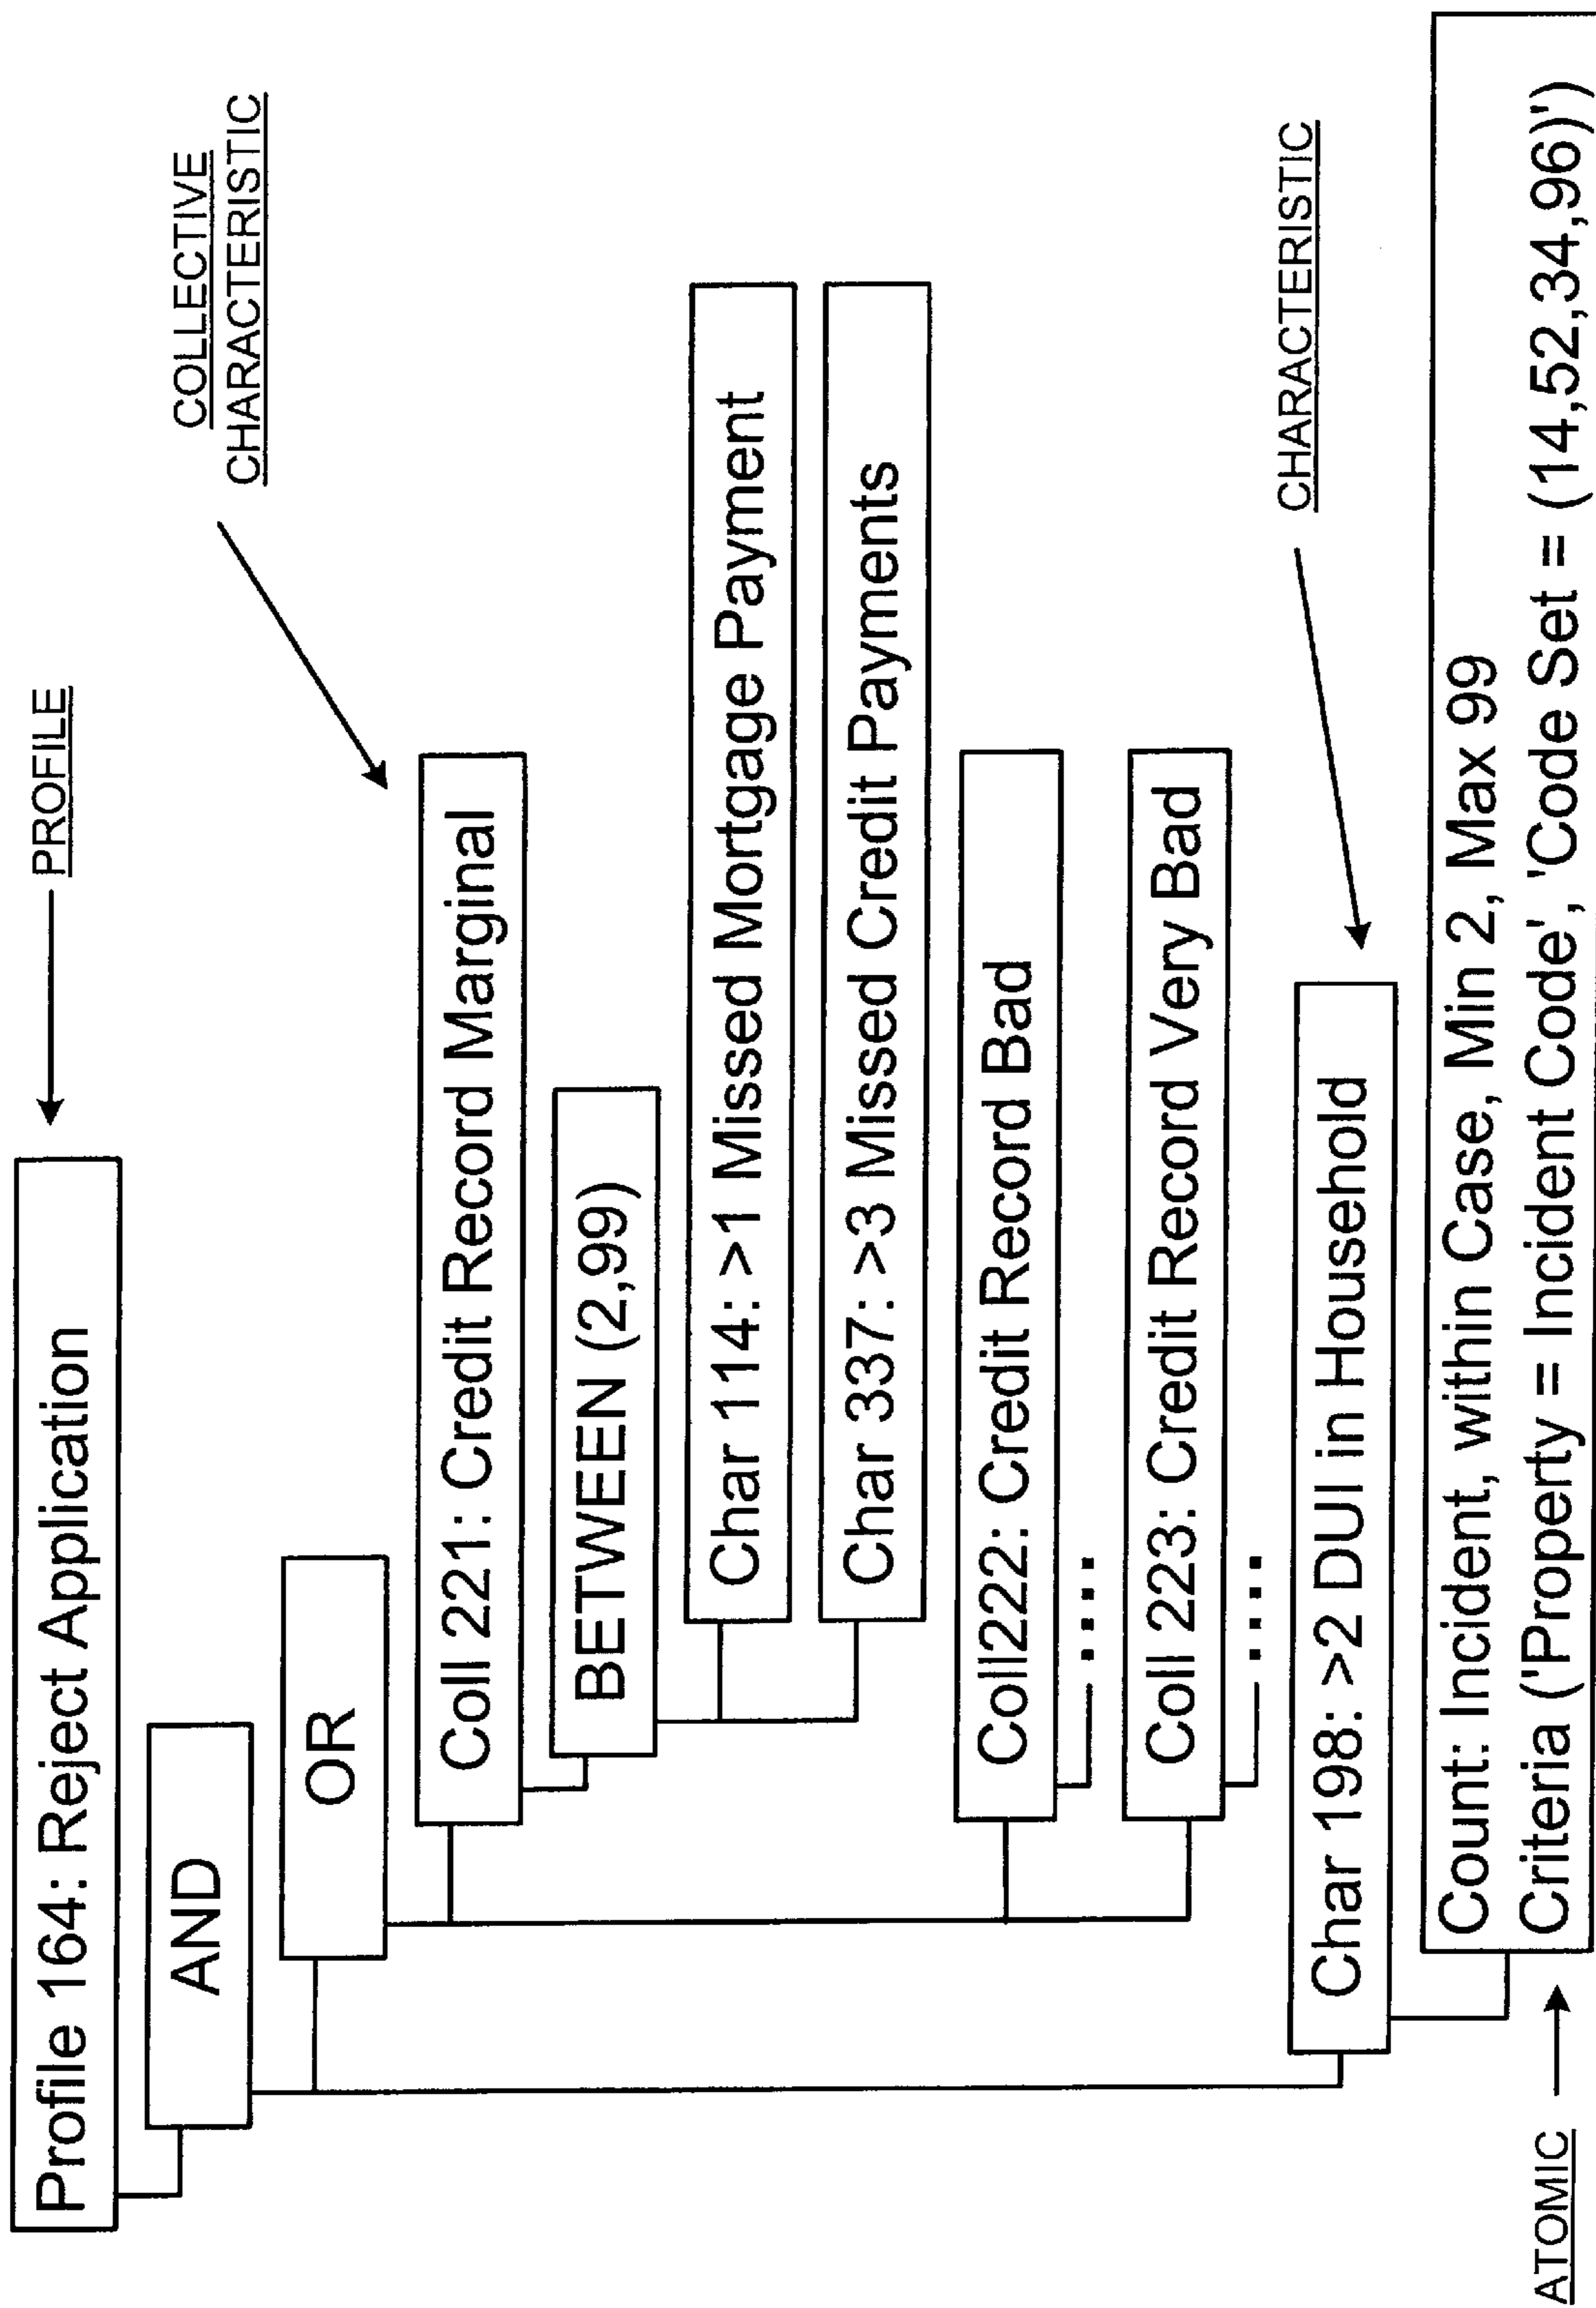 PROFILE
Profile 164: Reject Application
AND
OR
COLLECTIVE
CHARACTERISTIC
Coll 221: Credit Record Marginal
BETWEEN (2,99)
Char 114: >1 Missed Mortgage Payment
Char 337: >3 Missed Credit Payments
Coll222: Credit Record Bad
....
Coll 223: Credit Record Very Bad
....
CHARACTERISTIC
Char 198: >2 DUI in Household
ATOMIC
Count: Incident, within Case, Min 2, Max 99
Criteria ('Property = Incident Code', 'Code Set = (14,52,34,96)')